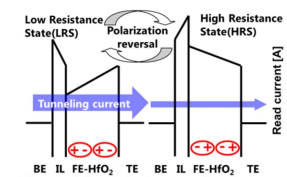 Low Resistance
State(LRS)
Polarization
reversal
High Resistance
State(HRS)
Tunneling current
Read current [A]
+ - + -
- + - +
BE IL FE-HfO₂ TE
BE IL FE-HfO₂ TE